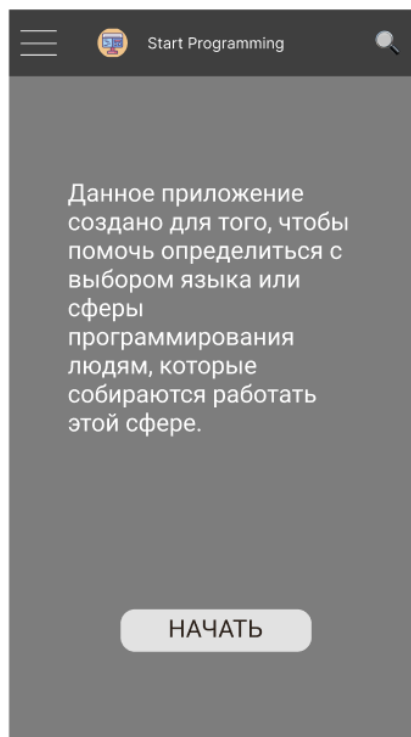 Start Programming
Данное приложение
создано для того, чтобы
помочь определиться с
выбором языка или
сферы
программирования
людям, которые
собираются работать
этой сфере.
НАЧАТЬ